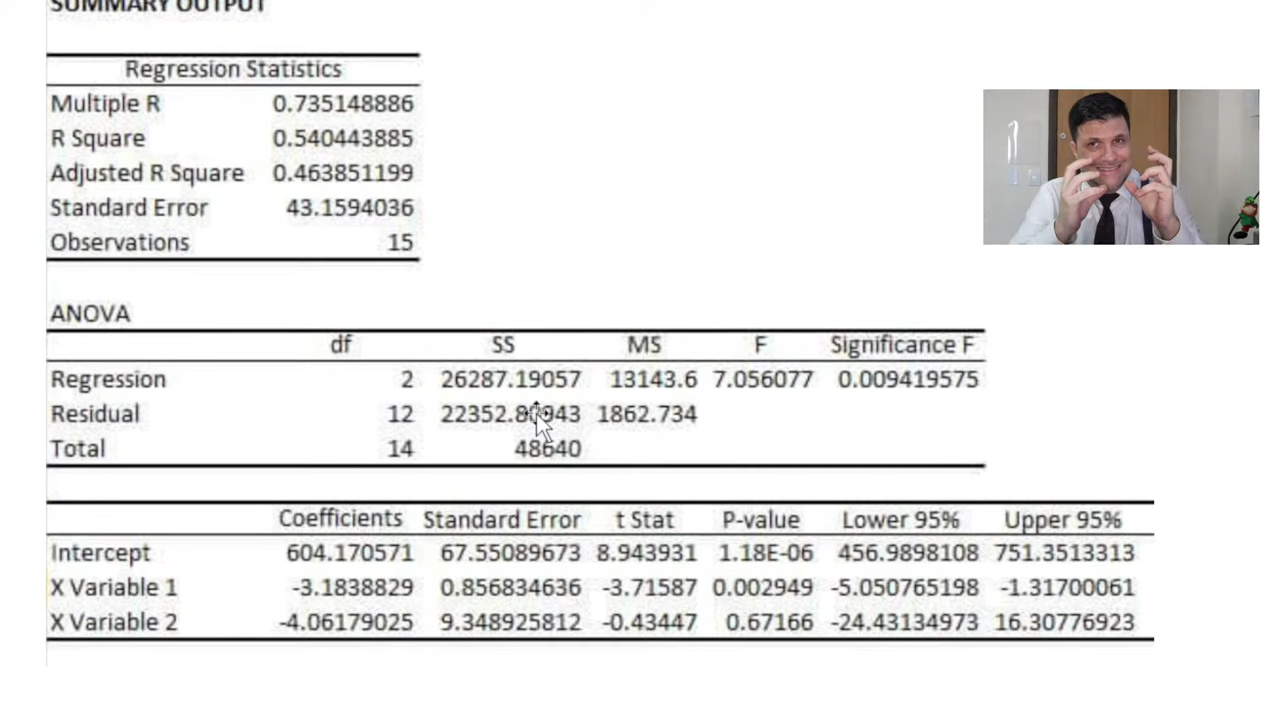 SUMMARY OUTPUT
Regression Statistics
Multiple R 0.735148886
R Square 0.540443885
Adjusted R Square 0.463851199
Standard Error 43.1594036
Observations 15
ANOVA
df SS MS F Significance F
Regression 2 26287.19057 13143.6 7.056077 0.009419575
Residual 12 1862.734
Total 14 48640
Coefficients Standard Error t Stat P-value Lower 95% Upper 95%
Intercept 604.170571 67.55089673 8.943931 1.18E-06 456.9898108 751.3513313
X Variable 1 -3.1838829 0.856834636 -3.71587 0.002949 -5.050765198 -1.31700061
X Variable 2 -4.06179025 9.348925812 -0.43447 0.67166 -24.43134973 16.30776923